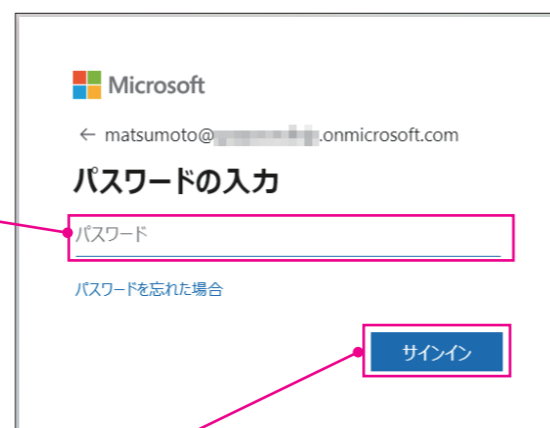 Microsoft
← matsumoto@ .onmicrosoft.com
パスワードの入力
パスワード
パスワードを忘れた場合
サインイン